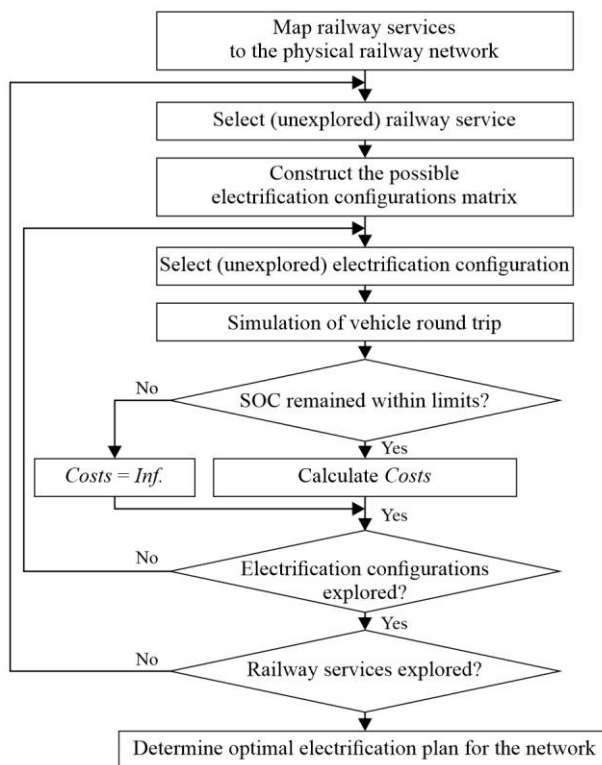 Map railway services
to the physical railway network
Select (unexplored) railway service
Construct the possible
electrification configurations matrix
Select (unexplored) electrification configuration
Simulation of vehicle round trip
No
SOC remained within limits?
Yes
Costs = Inf.
Calculate Costs
Yes
No
Electrification configurations
explored?
Yes
No
Railway services explored?
Determine optimal electrification plan for the network